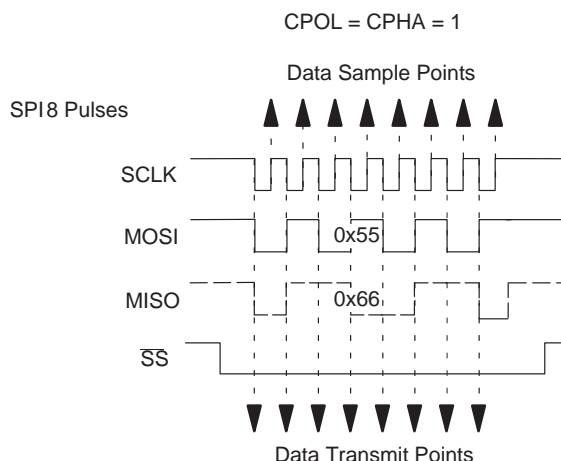 CPOL = CPHA = 1
Data Sample Points
SPI8 Pulses
SCLK
MOSI
0x55
MISO
0x66
SS
Data Transmit Points